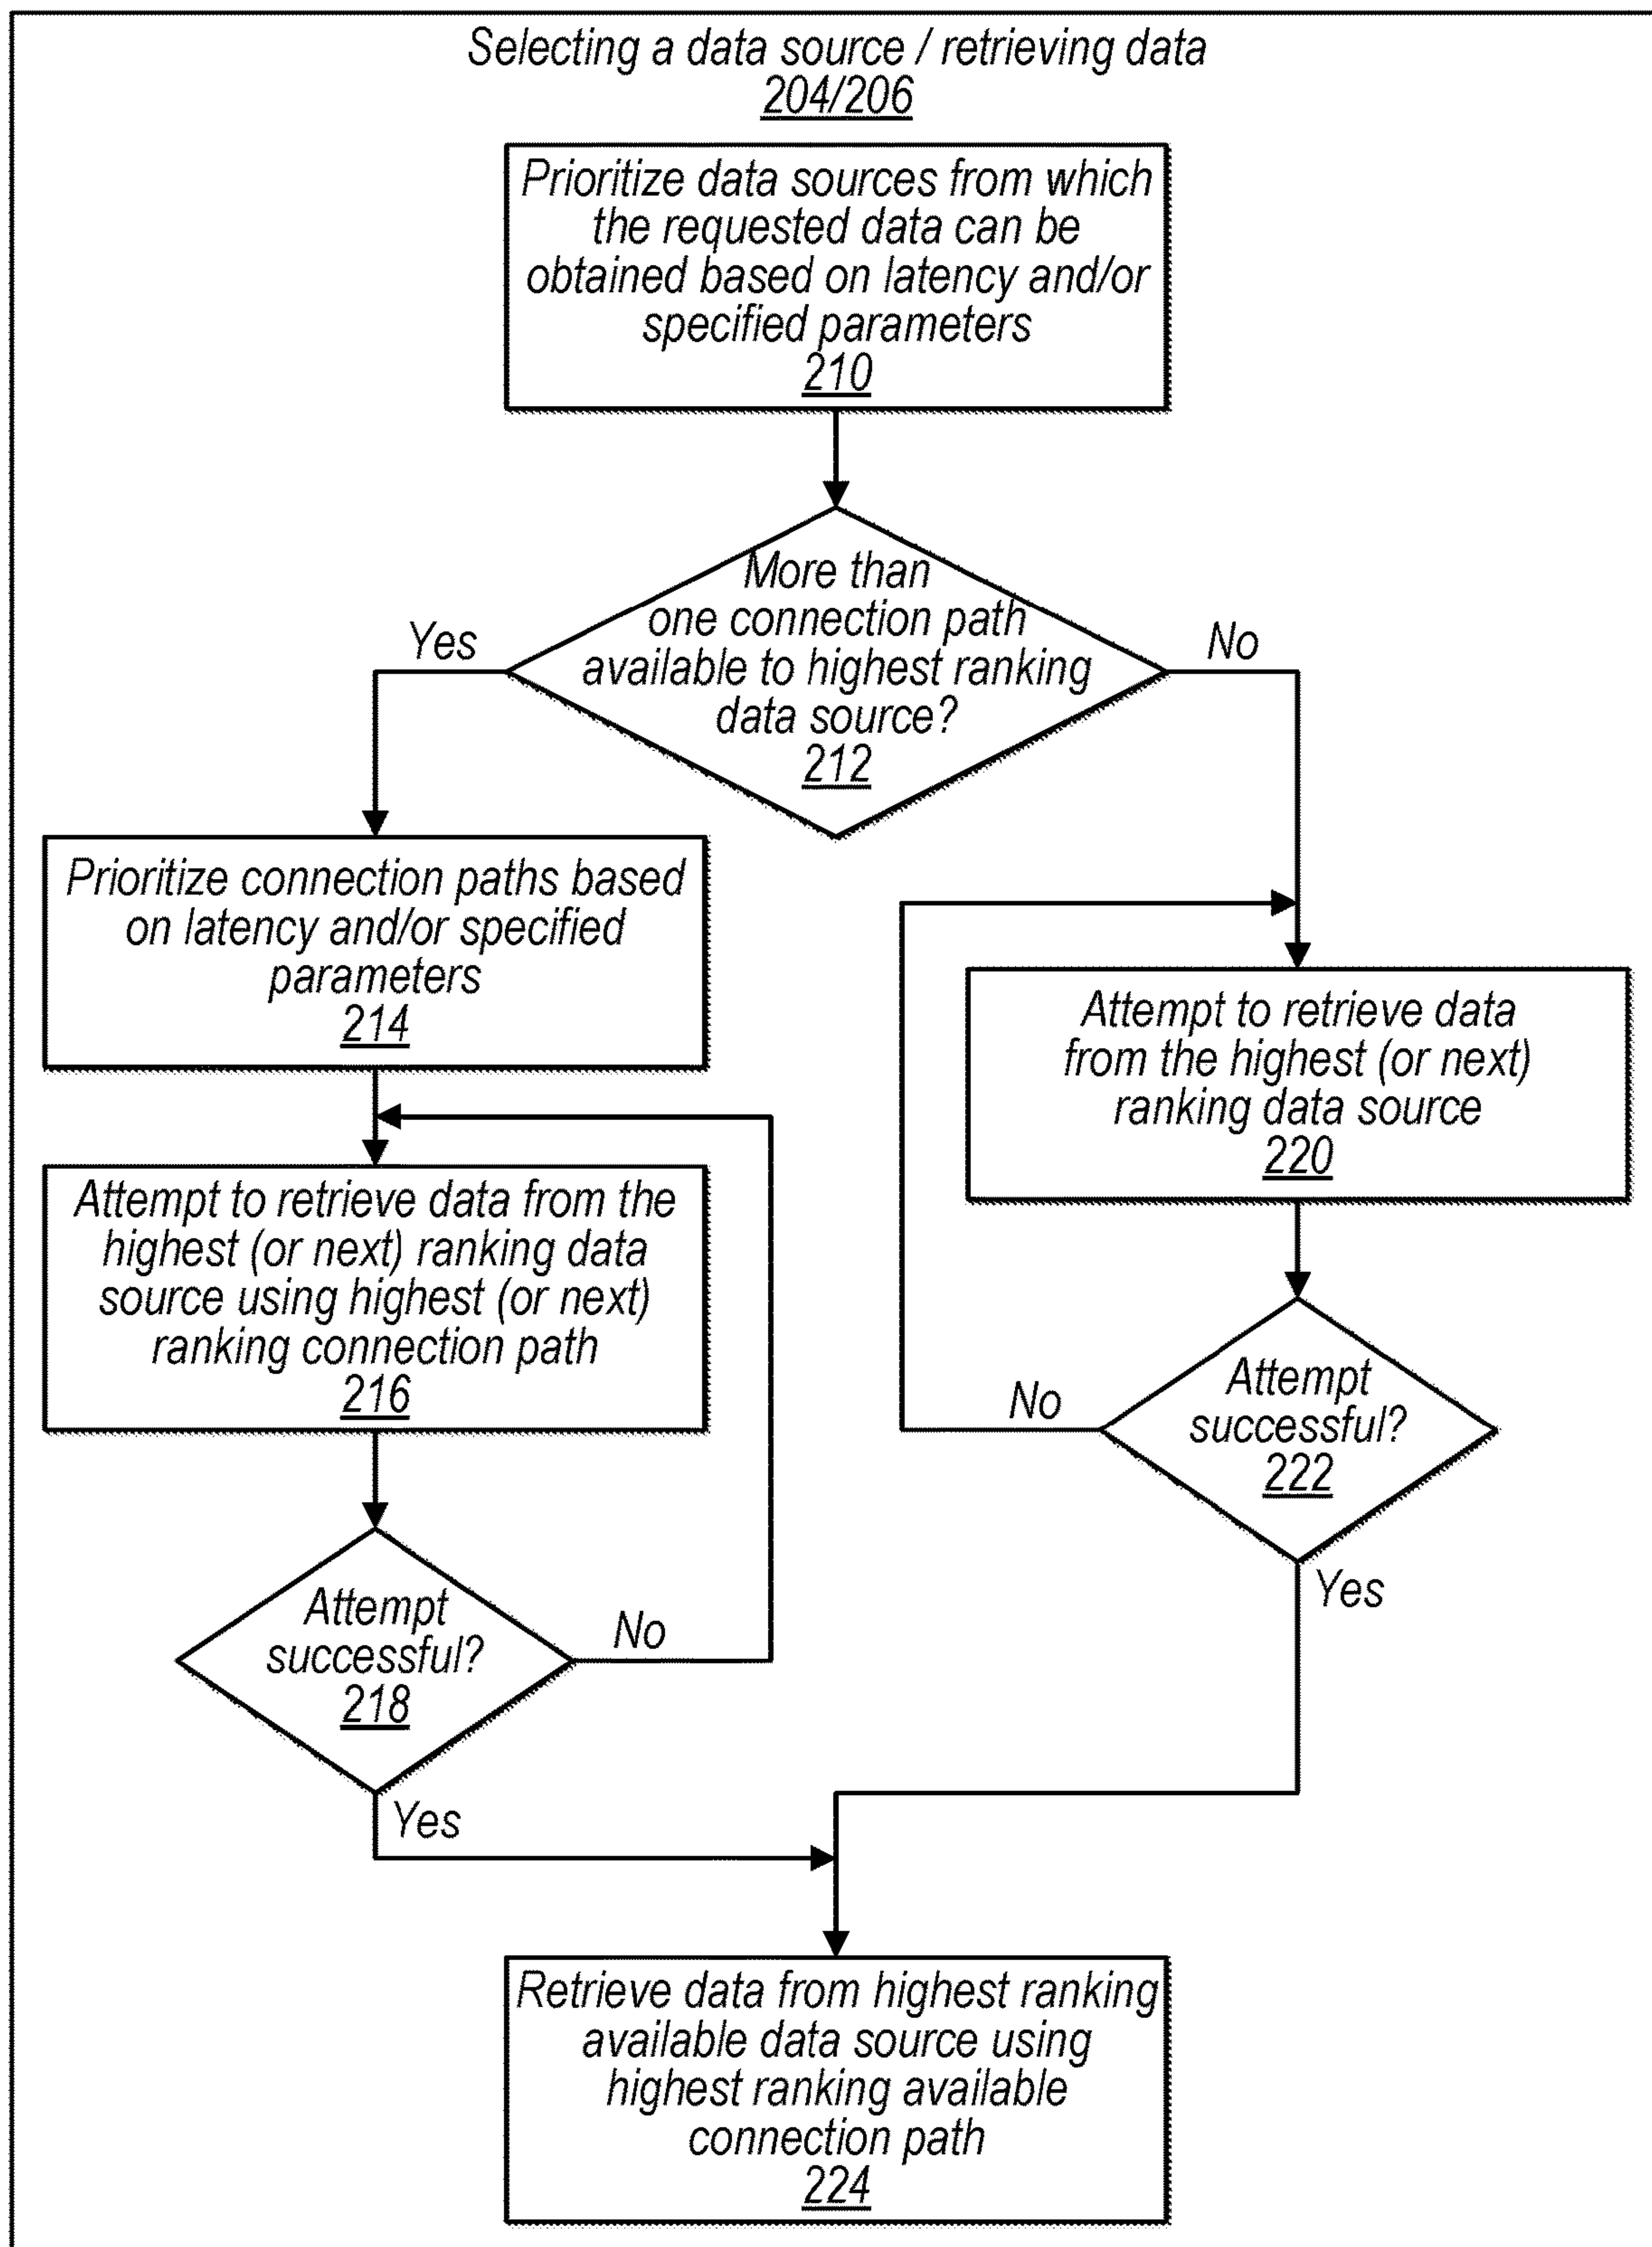 Selecting a data source / retrieving data
204/206
Prioritize data sources from which
the requested data can be
obtained based on latency and/or
specified parameters
210
More than
one connection path
available to highest ranking
data source?
212
Yes
No
Prioritize connection paths based
on latency and/or specified
parameters
214
Attempt to retrieve data
from the highest (or next)
ranking data source
220
Attempt to retrieve data from the
highest (or next) ranking data
source using highest (or next)
ranking connection path
216
Attempt
successful?
222
No
Yes
Attempt
successful?
218
No
Yes
Retrieve data from highest ranking
available data source using
highest ranking available
connection path
224